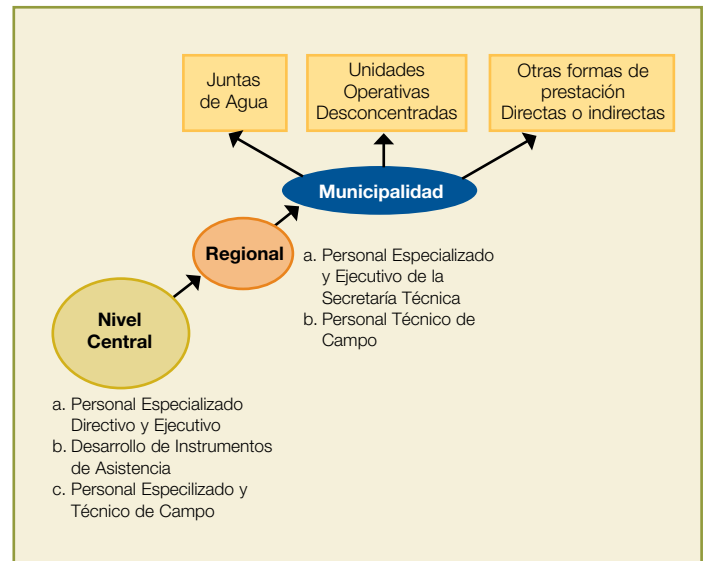 Juntas
de Agua
Unidades
Operativas
Desconcentradas
Otras formas de
prestación
Directas o indirectas
Municipalidad
Regional
a. Personal Especializado
y Ejecutivo de la
Secretaría Técnica
b. Personal Técnico de
Campo
Nivel
Central
a. Personal Especializado
Directivo y Ejecutivo
b. Desarrollo de Instrumentos
de Asistencia
c. Personal Especilizado y
Técnico de Campo